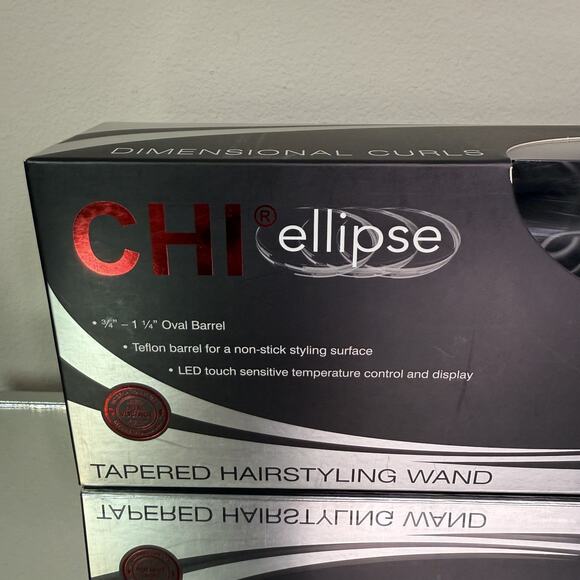 DIMENSIONAL CURLS
CHI® ellipse
• ¾" – 1 ¼" Oval Barrel
• Teflon barrel for a non-stick styling surface
• LED touch sensitive temperature control and display
TAPERED HAIRSTYLING WAND
TAPERED HAIRSTYLING WAND